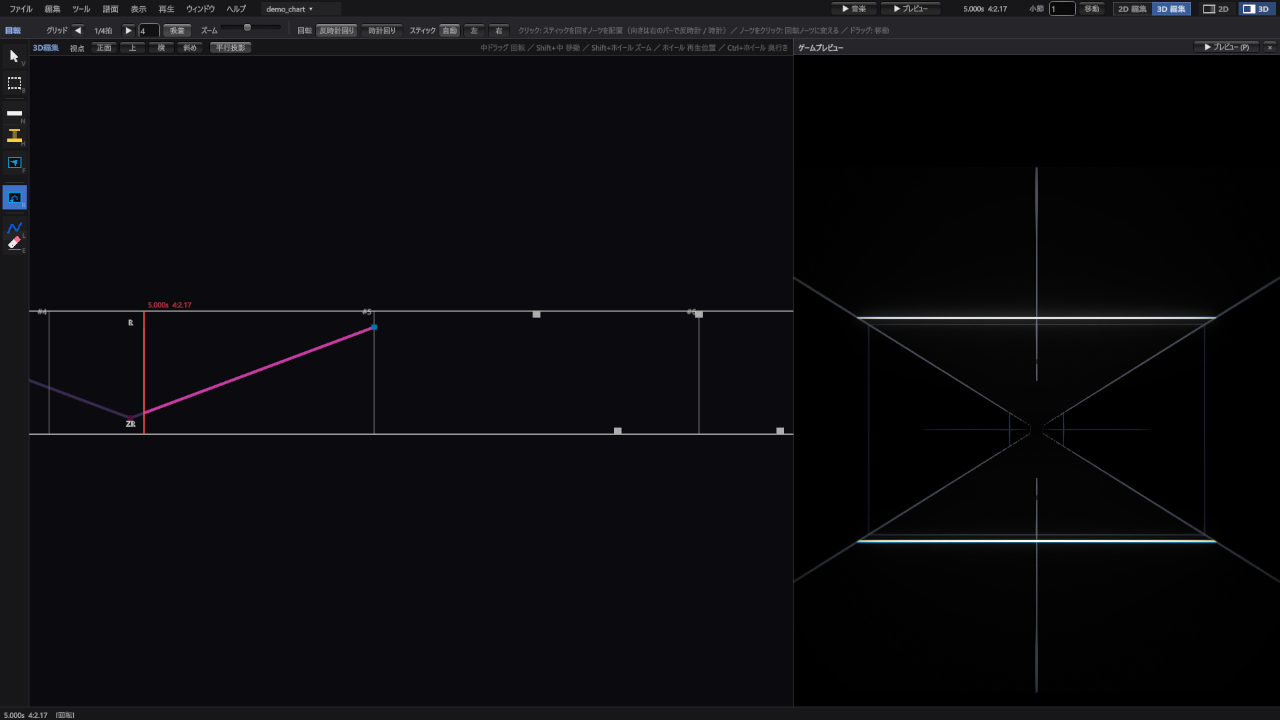 ファイル 編集 ツール 譜面 表示 再生 ウィンドウ ヘルプ demo_chart ▾ ▶ 音楽 ▶ プレビュー 5.000s 4:2.17 小節 1 移動 2D 編集 3D 編集 2D 3D
回転 グリッド ◀ 1/4拍 ▶ 4 吸着 ズーム 回転 反時計回り 時計回り スティック 自動 左 右 クリック: スティックを回すノーツを配置 (向きは右のバーで反時計 / 時計) / ノーツをクリック: 回転ノーツに変える / ドラッグ: 移動
3D編集 視点 正面 上 横 斜め 平行投影 中ドラッグ 回転 / Shift+中 移動 / Shift+ホイール ズーム / ホイール 再生位置 / Ctrl+ホイール 奥行き
ゲームプレビュー ▶ プレビュー (P) ×
V
N
H
F
L
E
5.000s 4:2.17
#4 #5 #6
R
ZR
5.000s 4:2.17 [回転]